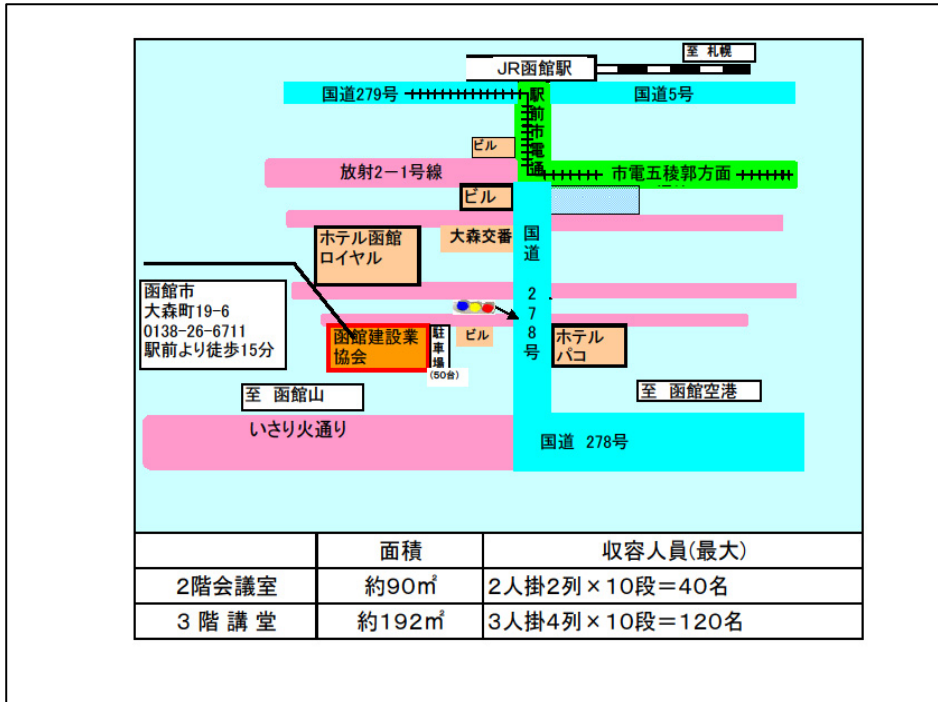 至 札幌
JR函館駅
国道279号
国道5号
駅前市電通
ビル
放射2−1号線
市電五稜郭方面
ビル
ホテル函館
ロイヤル
大森交番
国道 278号
函館市
大森町19-6
0138-26-6711
駅前より徒歩15分
函館建設業
協会
駐車場
(50台)
ビル
ホテル
パコ
至 函館山
至 函館空港
いさり火通り
国道 278号
面積 収容人員(最大)
2階会議室 約90㎡ 2人掛2列×10段=40名
3階講堂 約192㎡ 3人掛4列×10段=120名